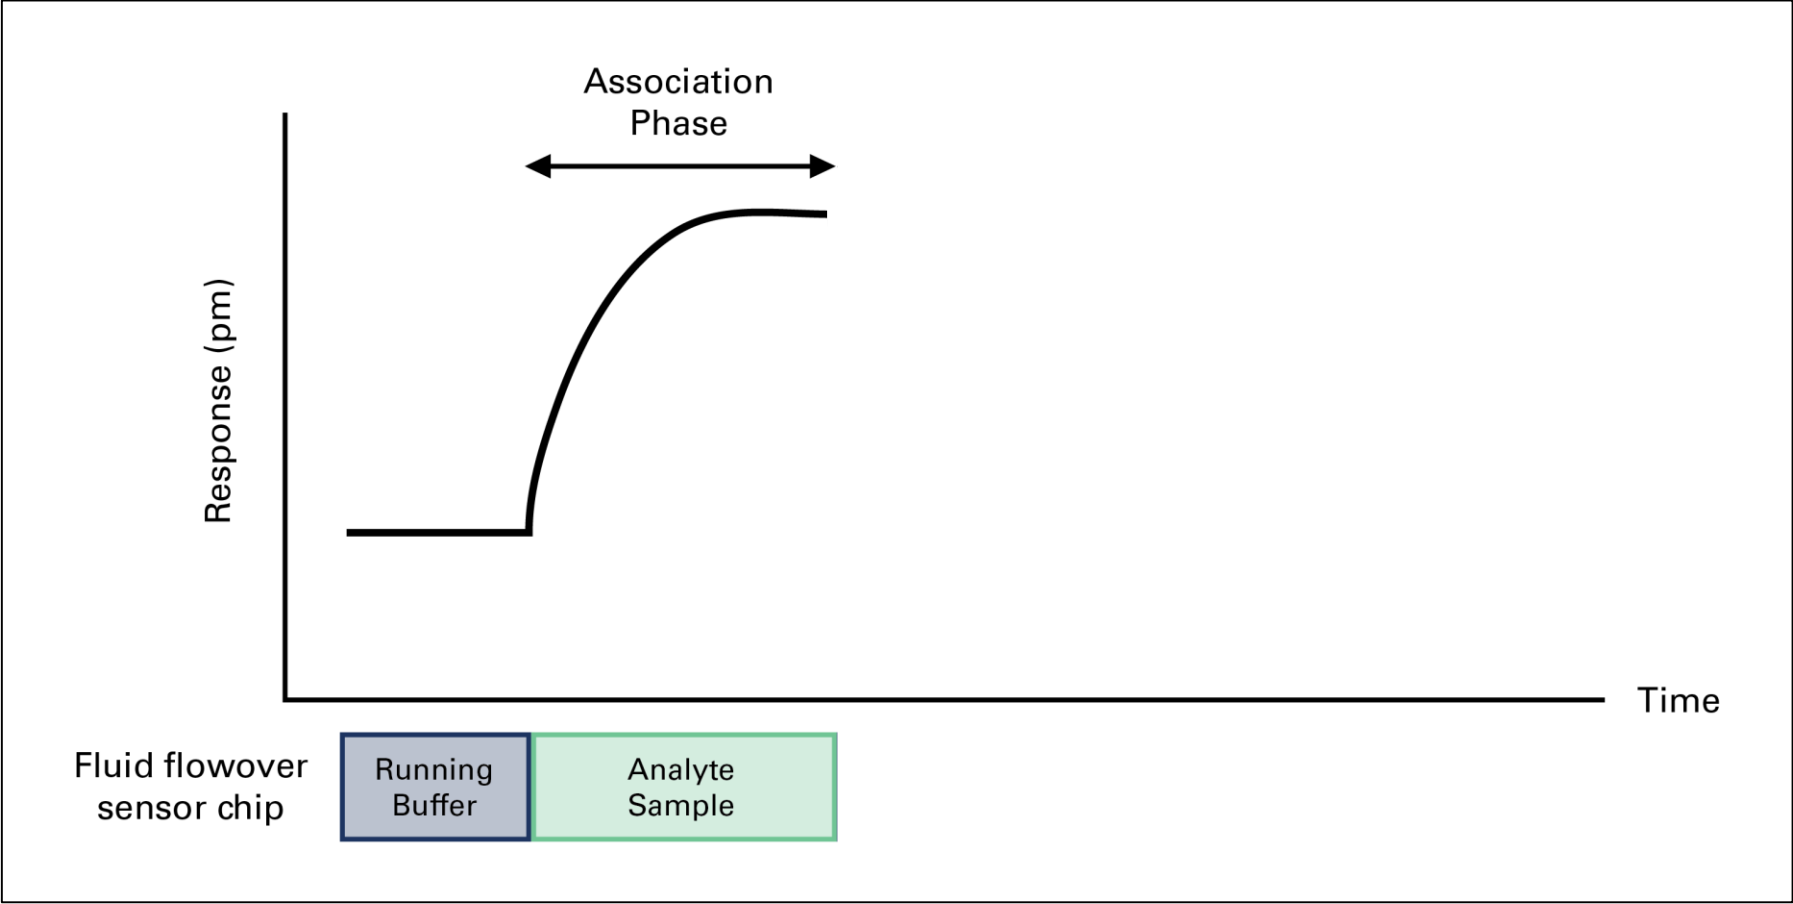 Association
Phase
Response (pm)
Time
Fluid flowover
sensor chip
Running
Buffer
Analyte
Sample